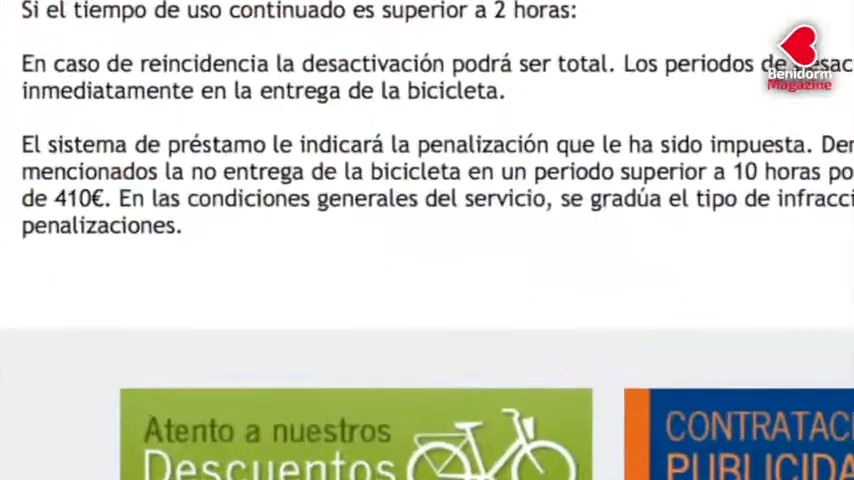 Si el tiempo de uso continuado es superior a 2 horas:
En caso de reincidencia la desactivación podrá ser total. Los periodos de
inmediatamente en la entrega de la bicicleta.
El sistema de préstamo le indicará la penalización que le ha sido impuesta.
mencionados la no entrega de la bicicleta en un periodo superior a 10 horas
de 410€. En las condiciones generales del servicio, se gradúa el tipo de
penalizaciones.
Benidorm
Magazine
Atento a nuestros
Descuentos